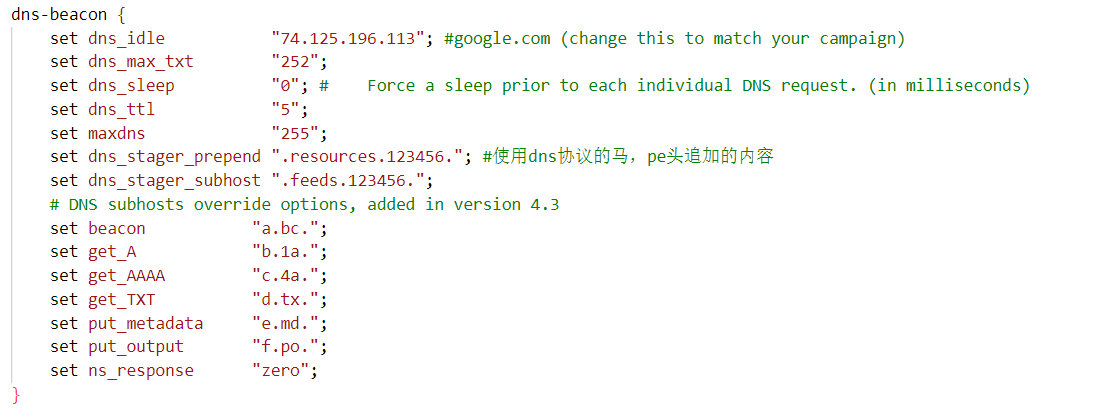 dns-beacon {
    set dns_idle           "74.125.196.113"; #google.com (change this to match your campaign)
    set dns_max_txt        "252";
    set dns_sleep          "0"; #    Force a sleep prior to each individual DNS request. (in milliseconds)
    set dns_ttl            "5";
    set maxdns             "255";
    set dns_stager_prepend ".resources.123456."; #使用dns协议的马，pe头追加的内容
    set dns_stager_subhost ".feeds.123456.";
    # DNS subhosts override options, added in version 4.3
    set beacon           "a.bc.";
    set get_A            "b.1a.";
    set get_AAAA         "c.4a.";
    set get_TXT          "d.tx.";
    set put_metadata     "e.md.";
    set put_output       "f.po.";
    set ns_response      "zero";
}